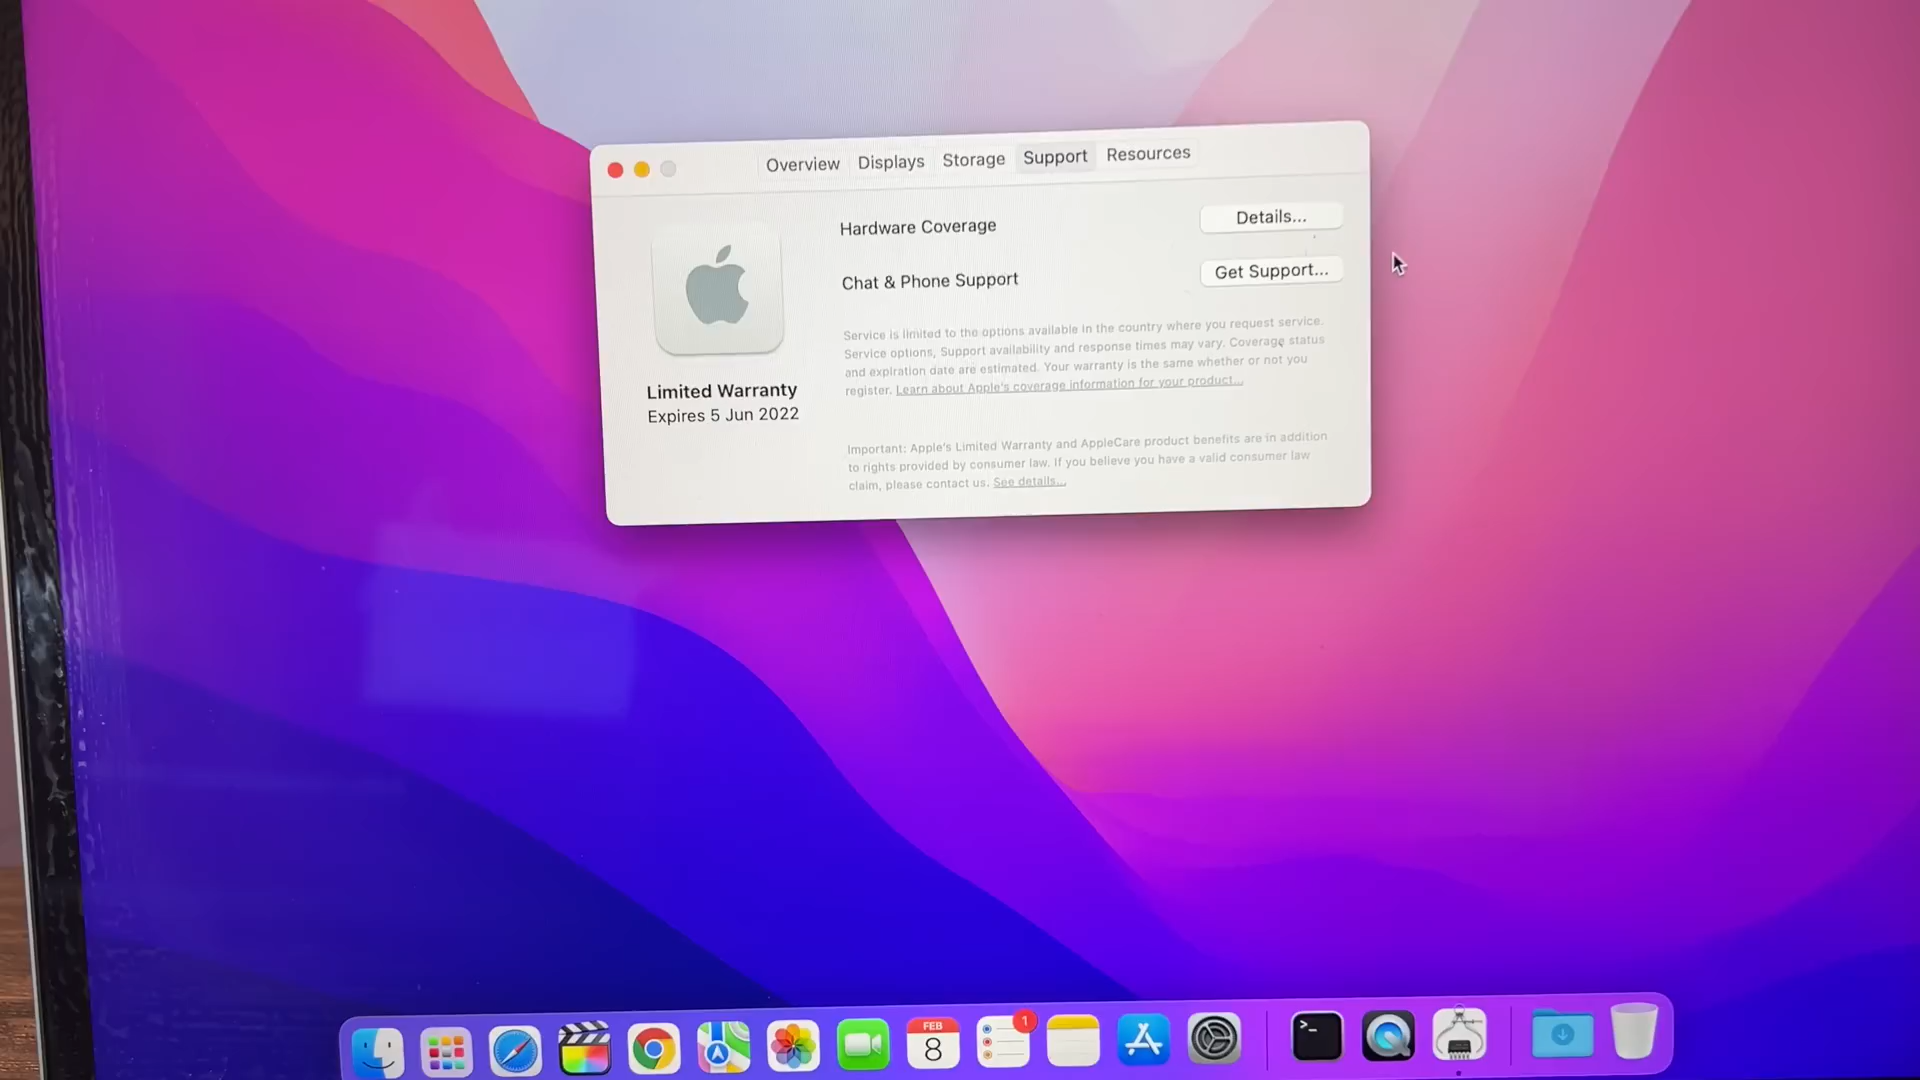 Overview Displays Storage Support Resources
Hardware Coverage Details...
Chat & Phone Support Get Support...
Service is limited to the options available in the country where you request service.
Service options, Support availability and response times may vary. Coverage status
and expiration date are estimated. Your warranty is the same whether or not you
register. Learn about Apple's coverage information for your product...
Limited Warranty
Expires 5 Jun 2022
Important: Apple's Limited Warranty and AppleCare product benefits are in addition
to rights provided by consumer law. If you believe you have a valid consumer law
claim, please contact us. See details...
FEB
8
1
>_